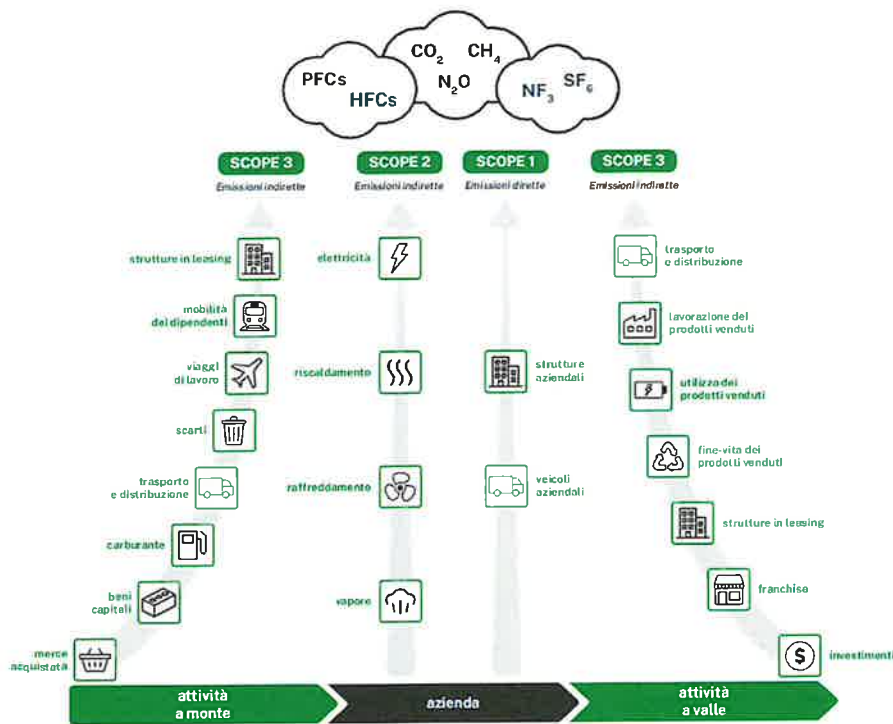 CO₂ CH₄
PFCs N₂O
HFCs
NF₃ SF₆
SCOPE 3
Emissioni indirette
SCOPE 2
Emissioni indirette
SCOPE 1
Emissioni dirette
SCOPE 3
Emissioni indirette
strutture in leasing
mobilità
dei dipendenti
viaggi
di lavoro
scarti
trasporto
e distribuzione
carburante
beni
capitali
merce
acquistata
elettricità
riscaldamento
raffreddamento
vapore
strutture
aziendali
veicoli
aziendali
trasporto
e distribuzione
lavorazione dei
prodotti venduti
utilizzo dei
prodotti venduti
fine-vita dei
prodotti venduti
strutture in leasing
franchise
$
investimenti
attività
a monte
azienda
attività
a valle